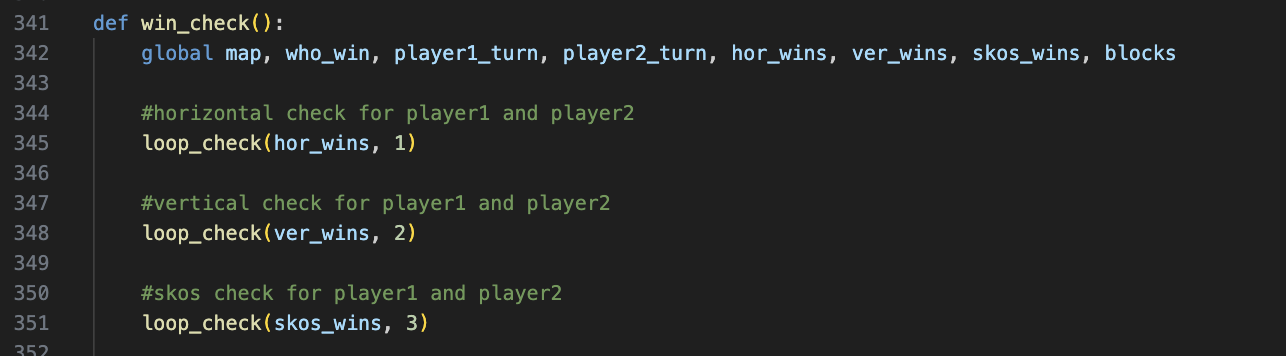 341 def win_check():
342 global map, who_win, player1_turn, player2_turn, hor_wins, ver_wins, skos_wins, blocks
343
344 #horizontal check for player1 and player2
345 loop_check(hor_wins, 1)
346
347 #vertical check for player1 and player2
348 loop_check(ver_wins, 2)
349
350 #skos check for player1 and player2
351 loop_check(skos_wins, 3)
352